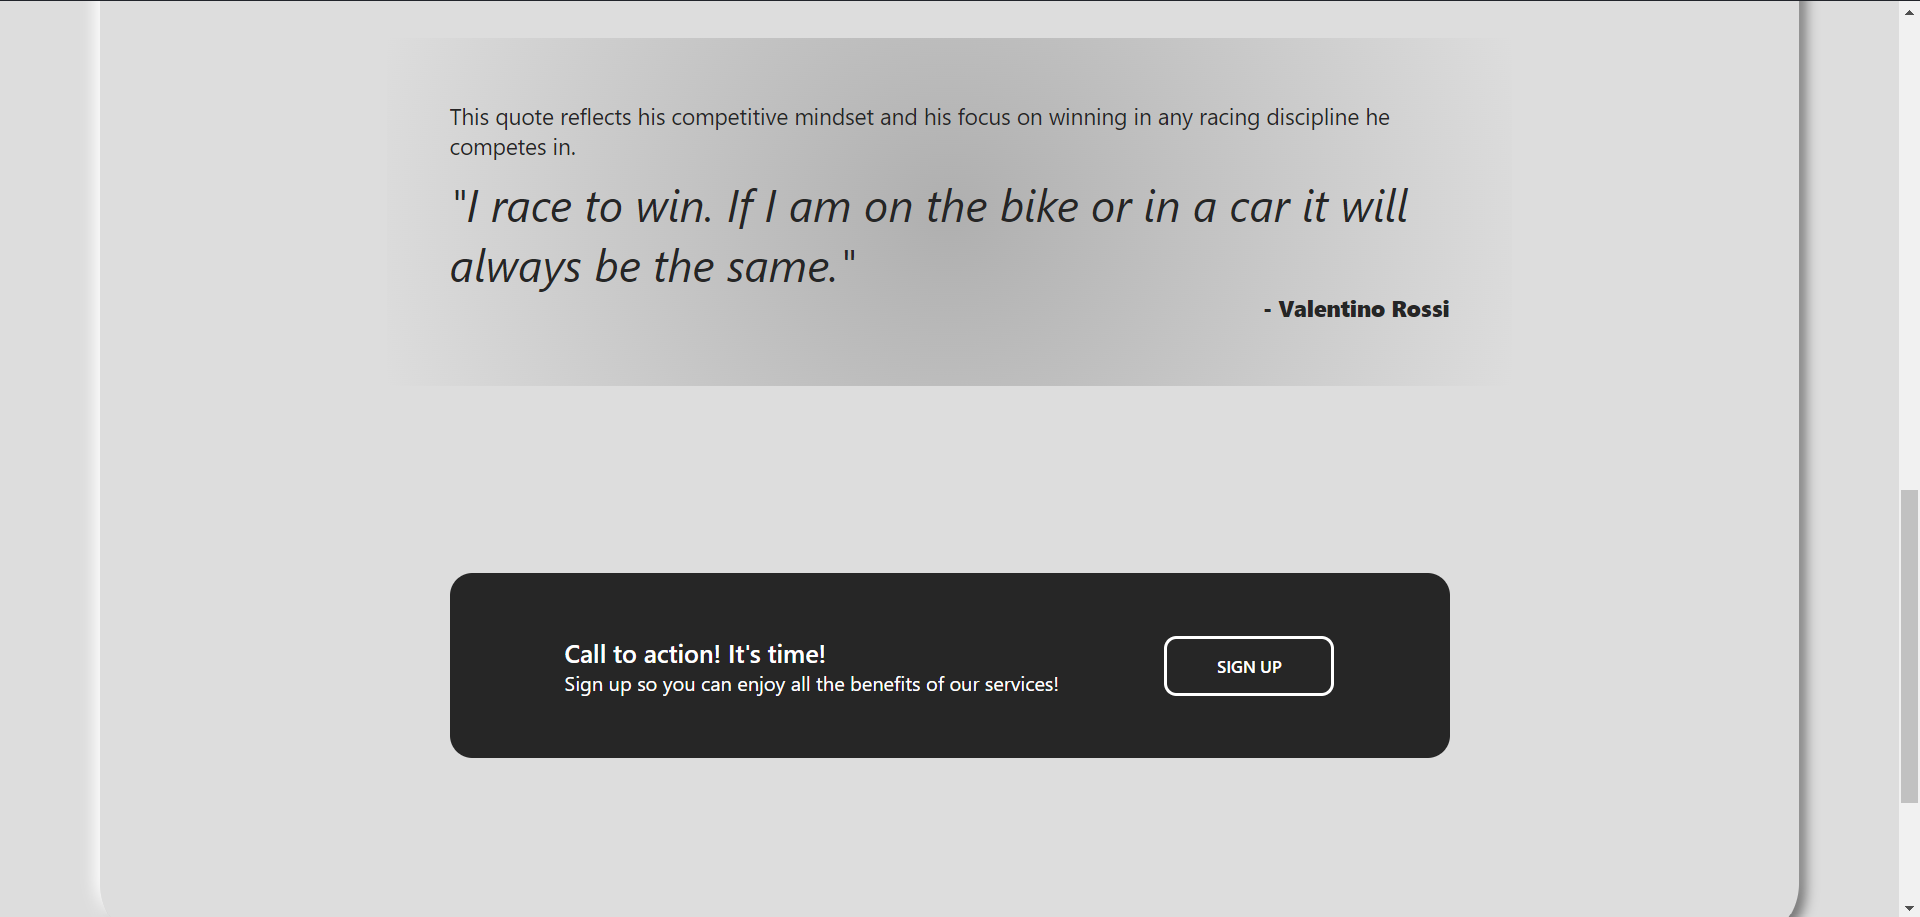 This quote reflects his competitive mindset and his focus on winning in any racing discipline he
competes in.
"I race to win. If I am on the bike or in a car it will
always be the same."
- Valentino Rossi
Call to action! It's time!
Sign up so you can enjoy all the benefits of our services!
SIGN UP